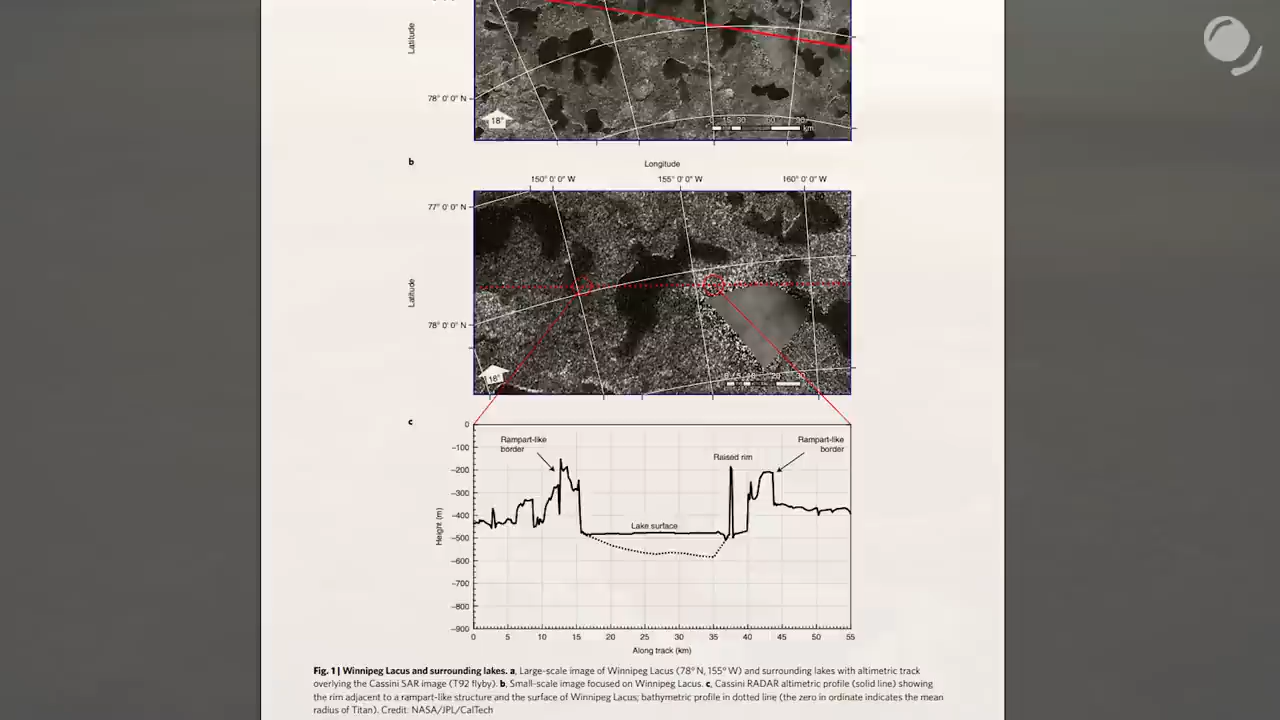 Latitude
78° 0' 0" N
18°
15 30 60 90
km
b
Longitude
150° 0' 0" W 155° 0' 0" W 160° 0' 0" W
77° 0' 0" N
Latitude
78° 0' 0" N
18°
c
0
–100
–200
–300
–400
–500
–600
–700
–800
–900
Height (m)
Rampart-like
border
Raised rim
Rampart-like
border
Lake surface
0 5 10 15 20 25 30 35 40 45 50 55
Along track (km)
Fig. 1 | Winnipeg Lacus and surrounding lakes. a, Large-scale image of Winnipeg Lacus (78° N, 155° W) and surrounding lakes with altimetric track
overlying the Cassini SAR image (T92 flyby). b, Small-scale image focused on Winnipeg Lacus. c, Cassini RADAR altimetric profile (solid line) showing
the rim adjacent to a rampart-like structure and the surface of Winnipeg Lacus; bathymetric profile in dotted line (the zero in ordinate indicates the mean
radius of Titan). Credit: NASA/JPL/CalTech